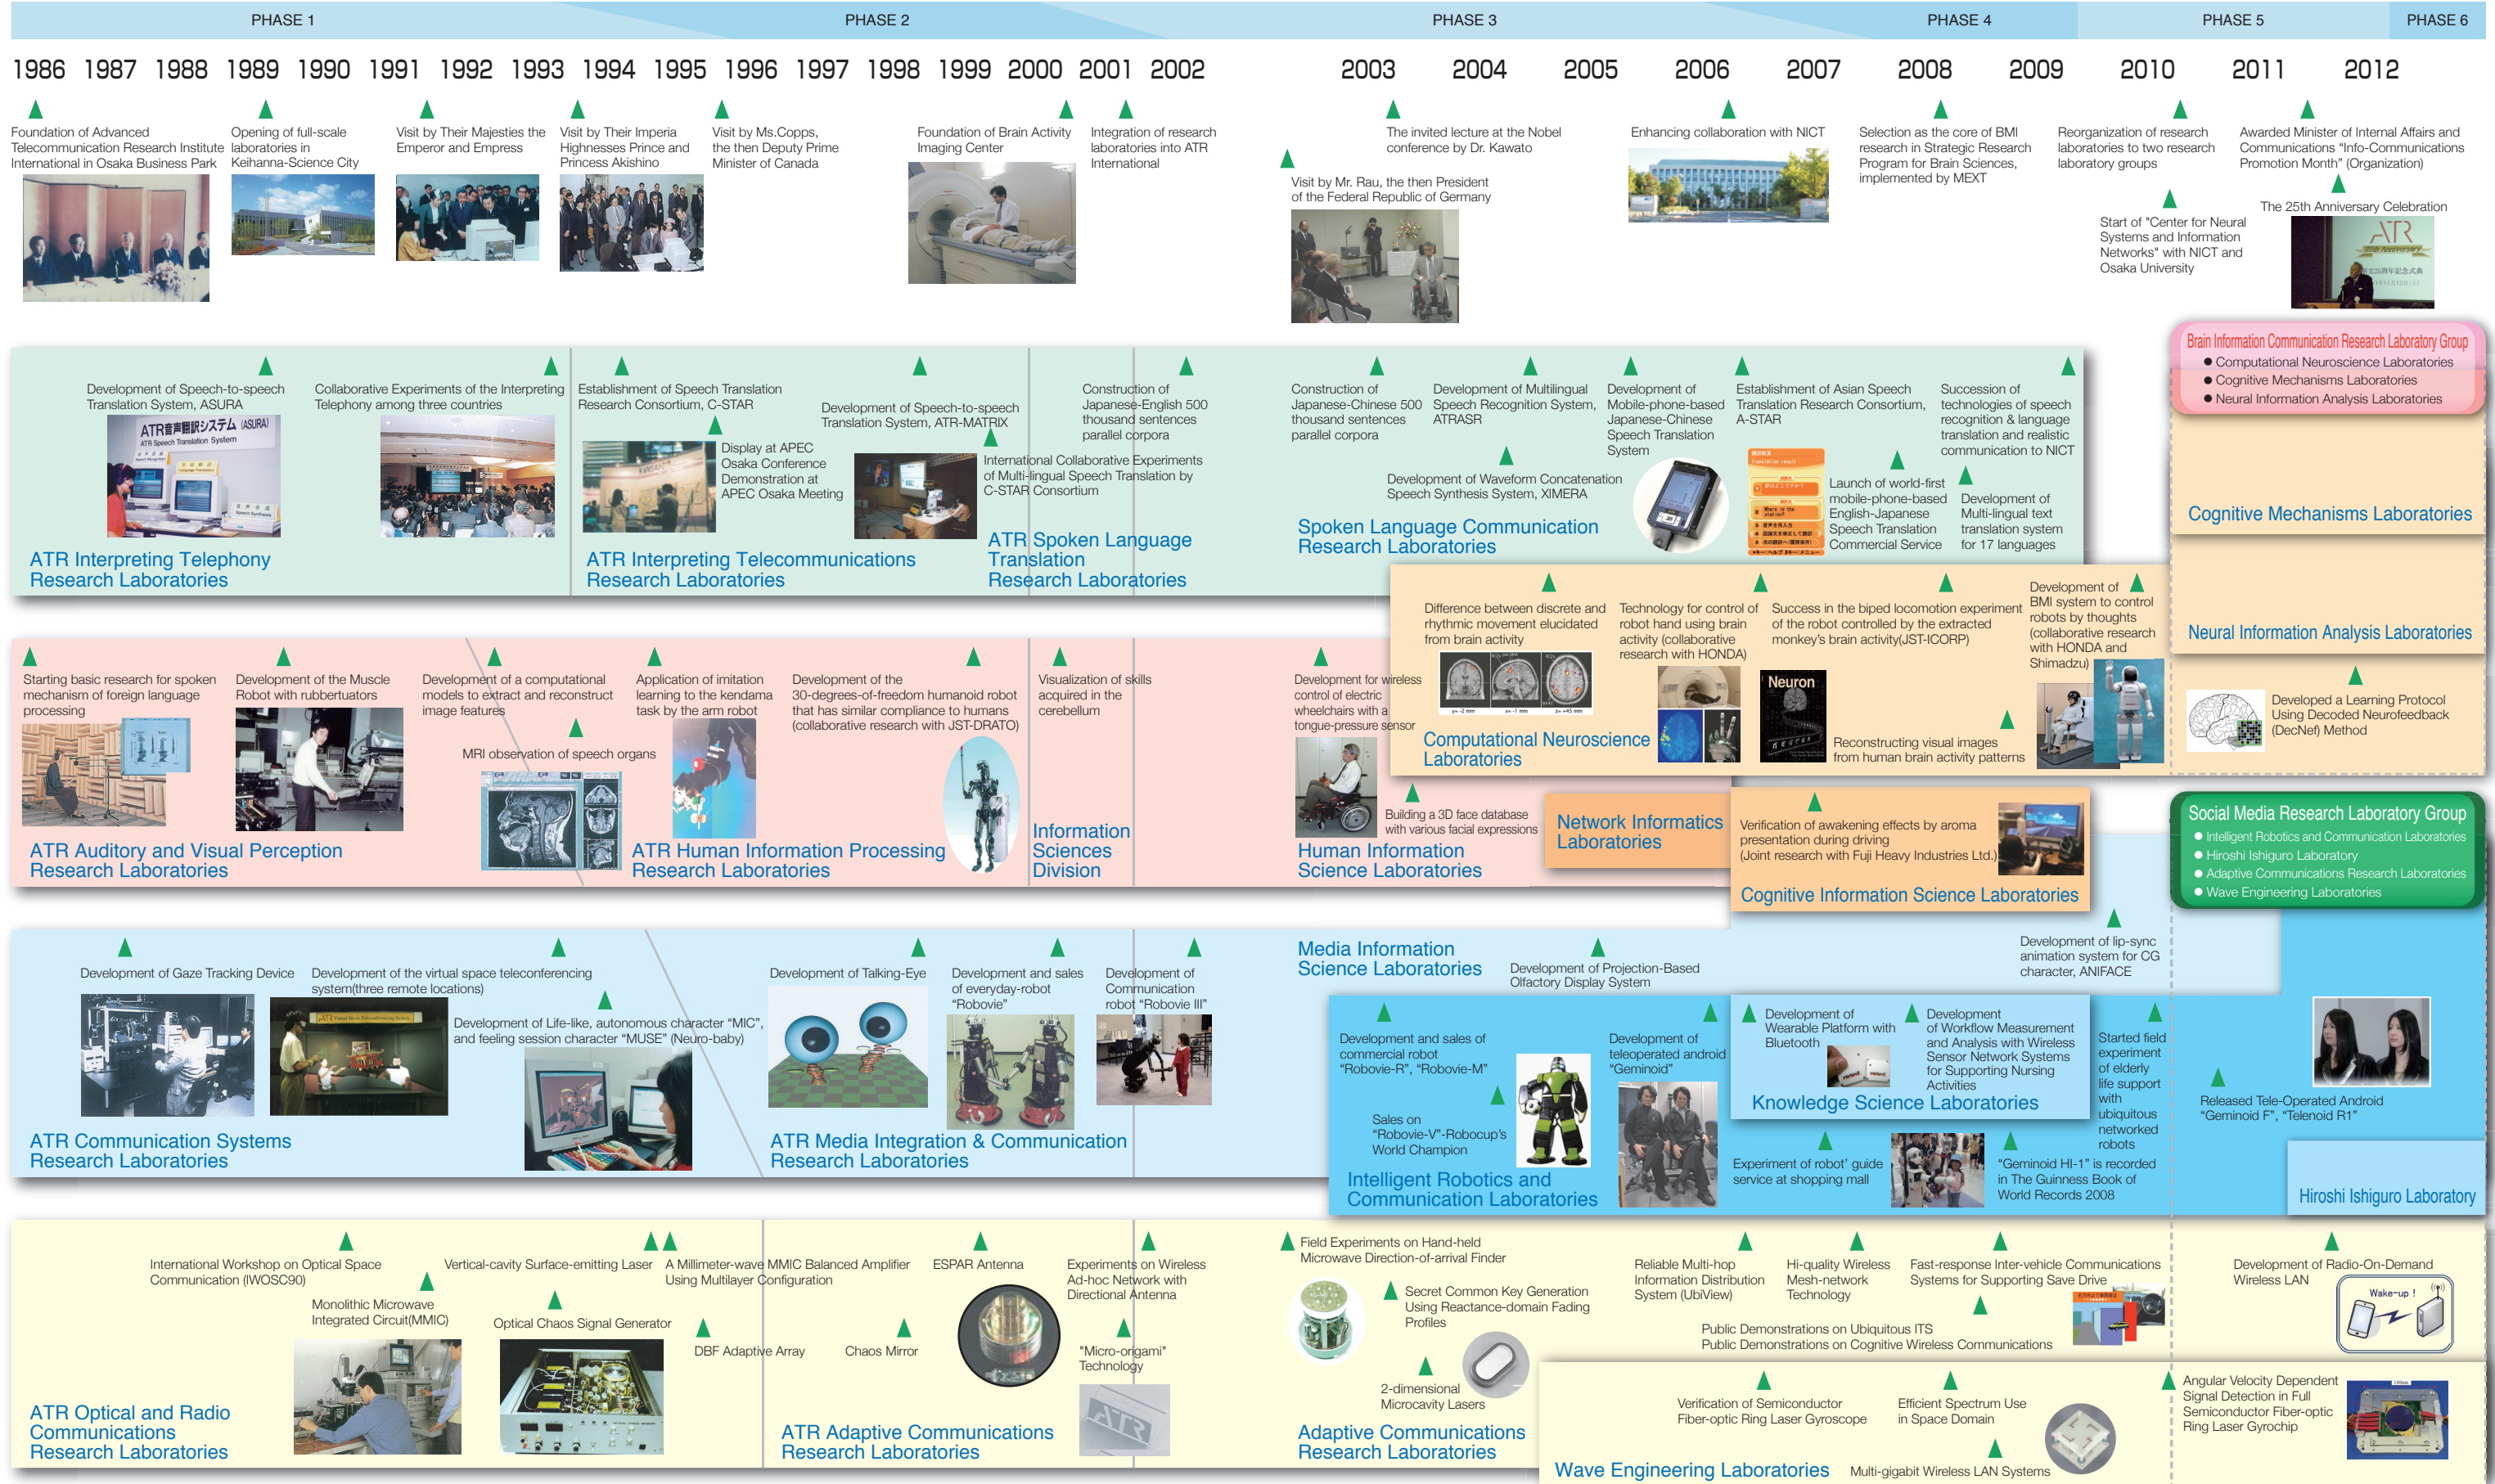 PHASE 1
PHASE 2
PHASE 3
PHASE 4
PHASE 5
PHASE 6
1986 1987 1988 1989 1990 1991 1992 1993 1994 1995 1996 1997 1998 1999 2000 2001 2002 2003 2004 2005 2006 2007 2008 2009 2010 2011 2012
Foundation of Advanced
Telecommunication Research Institute
International in Osaka Business Park
Opening of full-scale
laboratories in
Keihanna-Science City
Visit by Their Majesties the
Emperor and Empress
Visit by Their Imperia
Highnesses Prince and
Princess Akishino
Visit by Ms.Copps,
the then Deputy Prime
Minister of Canada
Foundation of Brain Activity
Imaging Center
Integration of research
laboratories into ATR
International
The invited lecture at the Nobel
conference by Dr. Kawato
Visit by Mr. Rau, the then President
of the Federal Republic of Germany
Enhancing collaboration with NICT
Selection as the core of BMI
research in Strategic Research
Program for Brain Sciences,
implemented by MEXT
Reorganization of research
laboratories to two research
laboratory groups
Start of "Center for Neural
Systems and Information
Networks" with NICT and
Osaka University
Awarded Minister of Internal Affairs and
Communications “Info-Communications
Promotion Month” (Organization)
The 25th Anniversary Celebration
ATR
25th Anniversary
Brain Information Communication Research Laboratory Group
● Computational Neuroscience Laboratories
● Cognitive Mechanisms Laboratories
● Neural Information Analysis Laboratories
Development of Speech-to-speech
Translation System, ASURA
ATR音声翻訳システム (ASURA)
ATR Speech Translation System
Collaborative Experiments of the Interpreting
Telephony among three countries
ATR Interpreting Telephony
Research Laboratories
Establishment of Speech Translation
Research Consortium, C-STAR
Display at APEC
Osaka Conference
Demonstration at
APEC Osaka Meeting
Development of Speech-to-speech
Translation System, ATR-MATRIX
International Collaborative Experiments
of Multi-lingual Speech Translation by
C-STAR Consortium
ATR Interpreting Telecommunications
Research Laboratories
Construction of
Japanese-English 500
thousand sentences
parallel corpora
ATR Spoken Language
Translation
Research Laboratories
Construction of
Japanese-Chinese 500
thousand sentences
parallel corpora
Development of Multilingual
Speech Recognition System,
ATRASR
Development of Waveform Concatenation
Speech Synthesis System, XIMERA
Spoken Language Communication
Research Laboratories
Development of
Mobile-phone-based
Japanese-Chinese
Speech Translation
System
Establishment of Asian Speech
Translation Research Consortium,
A-STAR
Launch of world-first
mobile-phone-based
English-Japanese
Speech Translation
Commercial Service
Succession of
technologies of speech
recognition & language
translation and realistic
communication to NICT
Development of
Multi-lingual text
translation system
for 17 languages
Cognitive Mechanisms Laboratories
Neural Information Analysis Laboratories
Difference between discrete and
rhythmic movement elucidated
from brain activity
y= -2 mm
x= -1 mm
z= +45 mm
Computational Neuroscience
Laboratories
Technology for control of
robot hand using brain
activity (collaborative
research with HONDA)
Success in the biped locomotion experiment
of the robot controlled by the extracted
monkey's brain activity(JST-ICORP)
Neuron
Reconstructing visual images
from human brain activity patterns
Development of
BMI system to control
robots by thoughts
(collaborative research
with HONDA and
Shimadzu)
Developed a Learning Protocol
Using Decoded Neurofeedback
(DecNef) Method
Starting basic research for spoken
mechanism of foreign language
processing
Development of the Muscle
Robot with rubbertuators
Development of a computational
models to extract and reconstruct
image features
MRI observation of speech organs
ATR Auditory and Visual Perception
Research Laboratories
Application of imitation
learning to the kendama
task by the arm robot
Development of the
30-degrees-of-freedom humanoid robot
that has similar compliance to humans
(collaborative research with JST-DRATO)
ATR Human Information Processing
Research Laboratories
Visualization of skills
acquired in the
cerebellum
Information
Sciences
Division
Development for wireless
control of electric
wheelchairs with a
tongue-pressure sensor
Building a 3D face database
with various facial expressions
Human Information
Science Laboratories
Network Informatics
Laboratories
Verification of awakening effects by aroma
presentation during driving
(Joint research with Fuji Heavy Industries Ltd.)
Cognitive Information Science Laboratories
Social Media Research Laboratory Group
● Intelligent Robotics and Communication Laboratories
● Hiroshi Ishiguro Laboratory
● Adaptive Communications Research Laboratories
● Wave Engineering Laboratories
Development of Gaze Tracking Device
Development of the virtual space teleconferencing
system(three remote locations)
Development of Life-like, autonomous character “MIC”,
and feeling session character “MUSE” (Neuro-baby)
ATR Communication Systems
Research Laboratories
Development of Talking-Eye
Development and sales
of everyday-robot
“Robovie”
Development of
Communication
robot “Robovie III”
ATR Media Integration & Communication
Research Laboratories
Media Information
Science Laboratories
Development of Projection-Based
Olfactory Display System
Development of lip-sync
animation system for CG
character, ANIFACE
Development and sales of
commercial robot
“Robovie-R”, “Robovie-M”
Sales on
“Robovie-V”-Robocup's
World Champion
Intelligent Robotics and
Communication Laboratories
Development of
teleoperated android
“Geminoid”
Development of
Wearable Platform with
Bluetooth
Development
of Workflow Measurement
and Analysis with Wireless
Sensor Network Systems
for Supporting Nursing
Activities
Knowledge Science Laboratories
Experiment of robot' guide
service at shopping mall
“Geminoid HI-1” is recorded
in The Guinness Book of
World Records 2008
Started field
experiment
of elderly
life support
with
ubiquitous
networked
robots
Released Tele-Operated Android
“Geminoid F”, “Telenoid R1”
Hiroshi Ishiguro Laboratory
International Workshop on Optical Space
Communication (IWOSC90)
Monolithic Microwave
Integrated Circuit(MMIC)
Vertical-cavity Surface-emitting Laser
Optical Chaos Signal Generator
ATR Optical and Radio
Communications
Research Laboratories
A Millimeter-wave MMIC Balanced Amplifier
Using Multilayer Configuration
DBF Adaptive Array
Chaos Mirror
ESPAR Antenna
Experiments on Wireless
Ad-hoc Network with
Directional Antenna
"Micro-origami"
Technology
ATR
ATR Adaptive Communications
Research Laboratories
Field Experiments on Hand-held
Microwave Direction-of-arrival Finder
Secret Common Key Generation
Using Reactance-domain Fading
Profiles
2-dimensional
Microcavity Lasers
Adaptive Communications
Research Laboratories
Reliable Multi-hop
Information Distribution
System (UbiView)
Hi-quality Wireless
Mesh-network
Technology
Fast-response Inter-vehicle Communications
Systems for Supporting Save Drive
Public Demonstrations on Ubiquitous ITS
Public Demonstrations on Cognitive Wireless Communications
Development of Radio-On-Demand
Wireless LAN
Wake-up !
Verification of Semiconductor
Fiber-optic Ring Laser Gyroscope
Efficient Spectrum Use
in Space Domain
Wave Engineering Laboratories
Multi-gigabit Wireless LAN Systems
Angular Velocity Dependent
Signal Detection in Full
Semiconductor Fiber-optic
Ring Laser Gyrochip